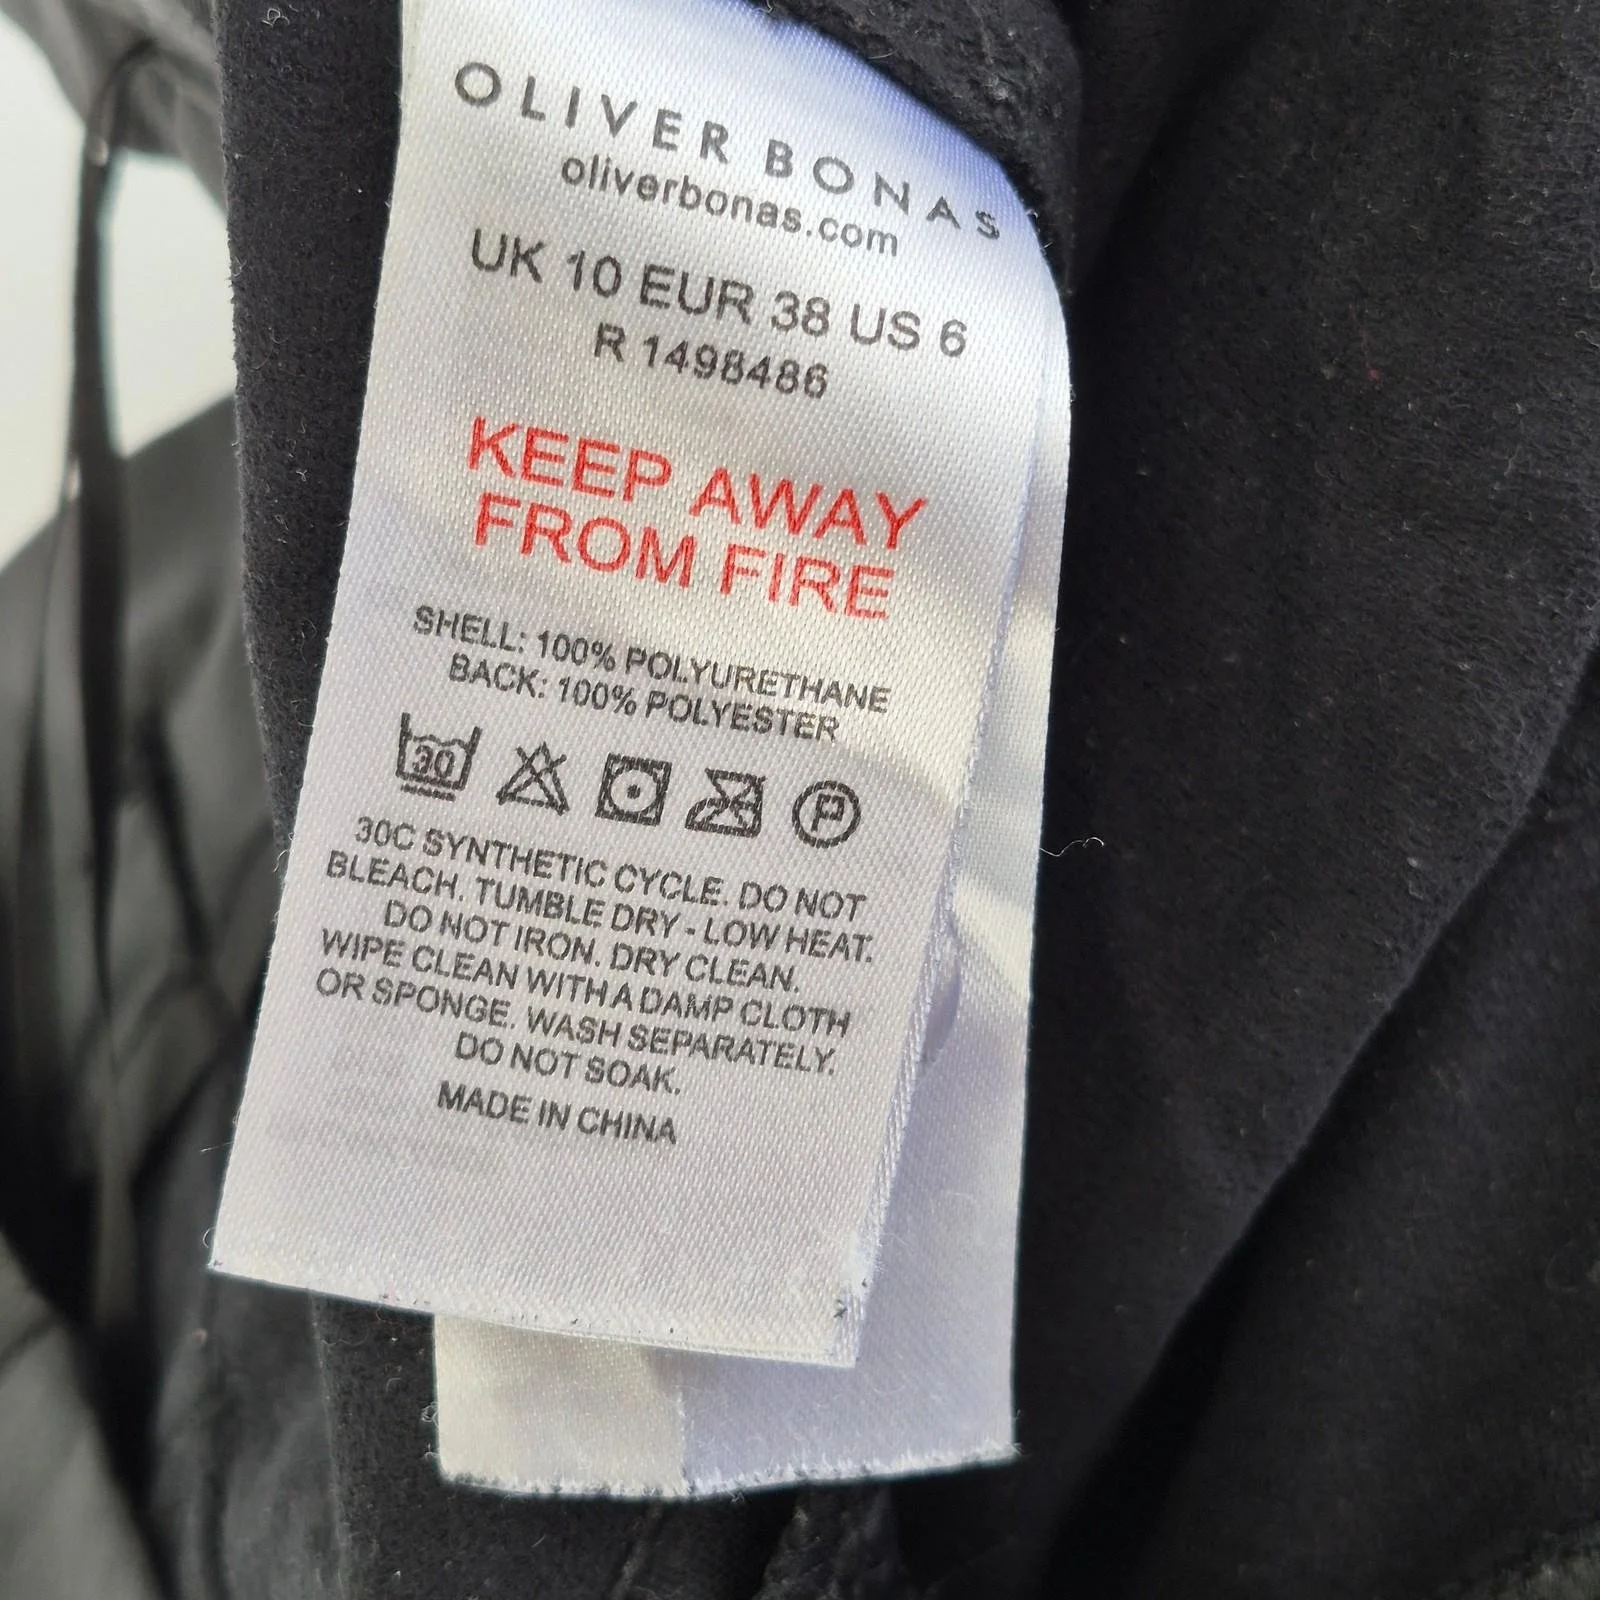 OLIVER BONAS
oliverbonas.com
UK 10 EUR 38 US 6
R 1498486
KEEP AWAY
FROM FIRE
SHELL: 100% POLYURETHANE
BACK: 100% POLYESTER
30 P
30C SYNTHETIC CYCLE. DO NOT
BLEACH. TUMBLE DRY - LOW HEAT.
DO NOT IRON. DRY CLEAN.
WIPE CLEAN WITH A DAMP CLOTH
OR SPONGE. WASH SEPARATELY.
DO NOT SOAK.
MADE IN CHINA